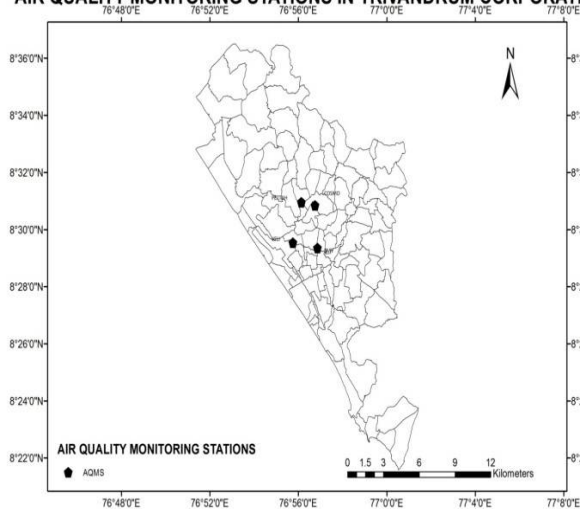 AIR QUALITY MONITORING STATIONS IN TRIVANDRUM CORPORATI
76°48'0"E 76°52'0"E 76°56'0"E 77°0'0"E 77°4'0"E 77°8'0"E
N
8°36'0"N
8°34'0"N
8°32'0"N
8°30'0"N
8°28'0"N
8°26'0"N
8°24'0"N
8°22'0"N
AIR QUALITY MONITORING STATIONS
AQMS
0 1.5 3 6 9 12
Kilometers
76°48'0"E 76°52'0"E 76°56'0"E 77°0'0"E 77°4'0"E 77°8'0"E